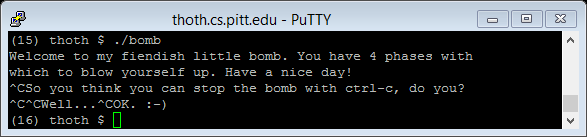 thoth.cs.pitt.edu - PuTTY
(15) thoth $ ./bomb
Welcome to my fiendish little bomb. You have 4 phases with
which to blow yourself up. Have a nice day!
^CSo you think you can stop the bomb with ctrl-c, do you?
^C^CWell...^COK. :-)
(16) thoth $